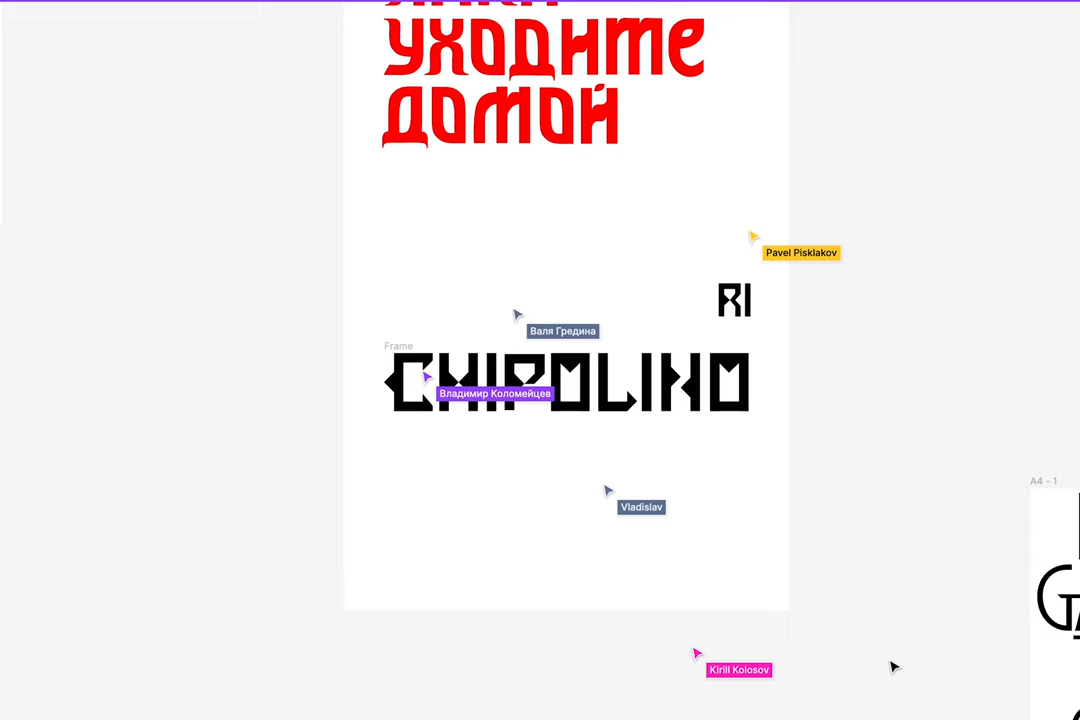 уходите
домой
Pavel Pisklakov
RI
Валя Гредина
Frame
CHIPOLINO
Владимир Коломейцев
A4 - 1
Vladislav
Kirill Kolosov